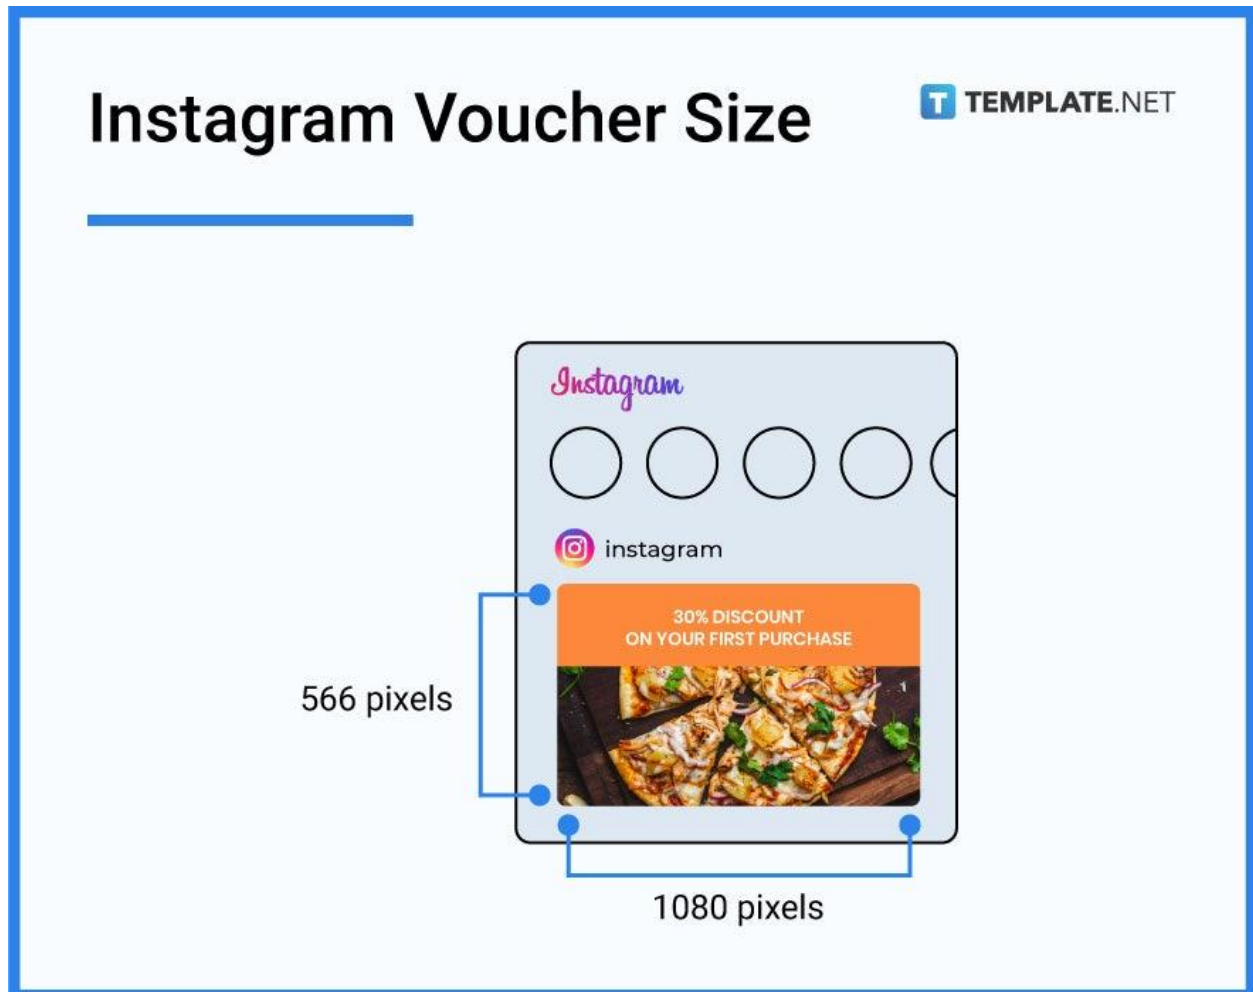 Instagram Voucher Size
TEMPLATE.NET
Instagram
instagram
30% DISCOUNT
ON YOUR FIRST PURCHASE
566 pixels
1080 pixels